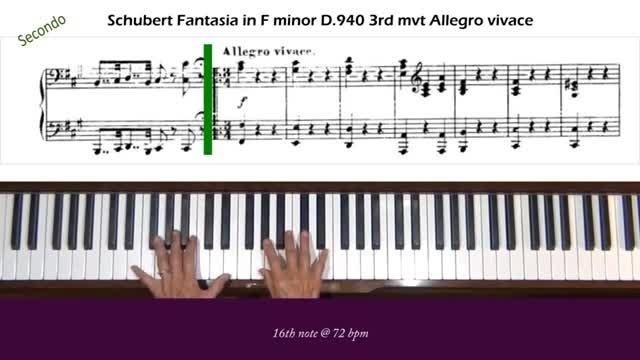 Secondo
Schubert Fantasia in F minor D.940 3rd mvt Allegro vivace
Allegro vivace.
f
16th note @ 72 bpm